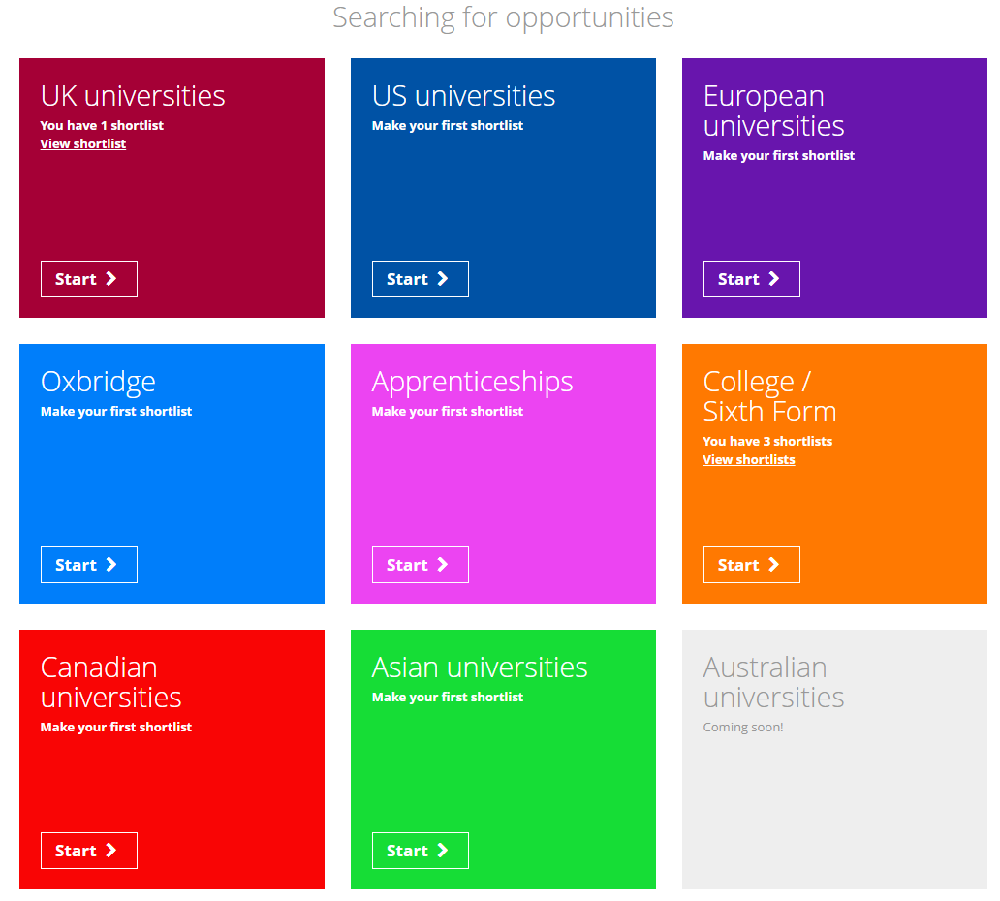 Searching for opportunities
UK universities
You have 1 shortlist
View shortlist
Start
US universities
Make your first shortlist
Start
European
universities
Make your first shortlist
Start
Oxbridge
Make your first shortlist
Start
Apprenticeships
Make your first shortlist
Start
College /
Sixth Form
You have 3 shortlists
View shortlists
Start
Canadian
universities
Make your first shortlist
Start
Asian universities
Make your first shortlist
Start
Australian
universities
Coming soon!